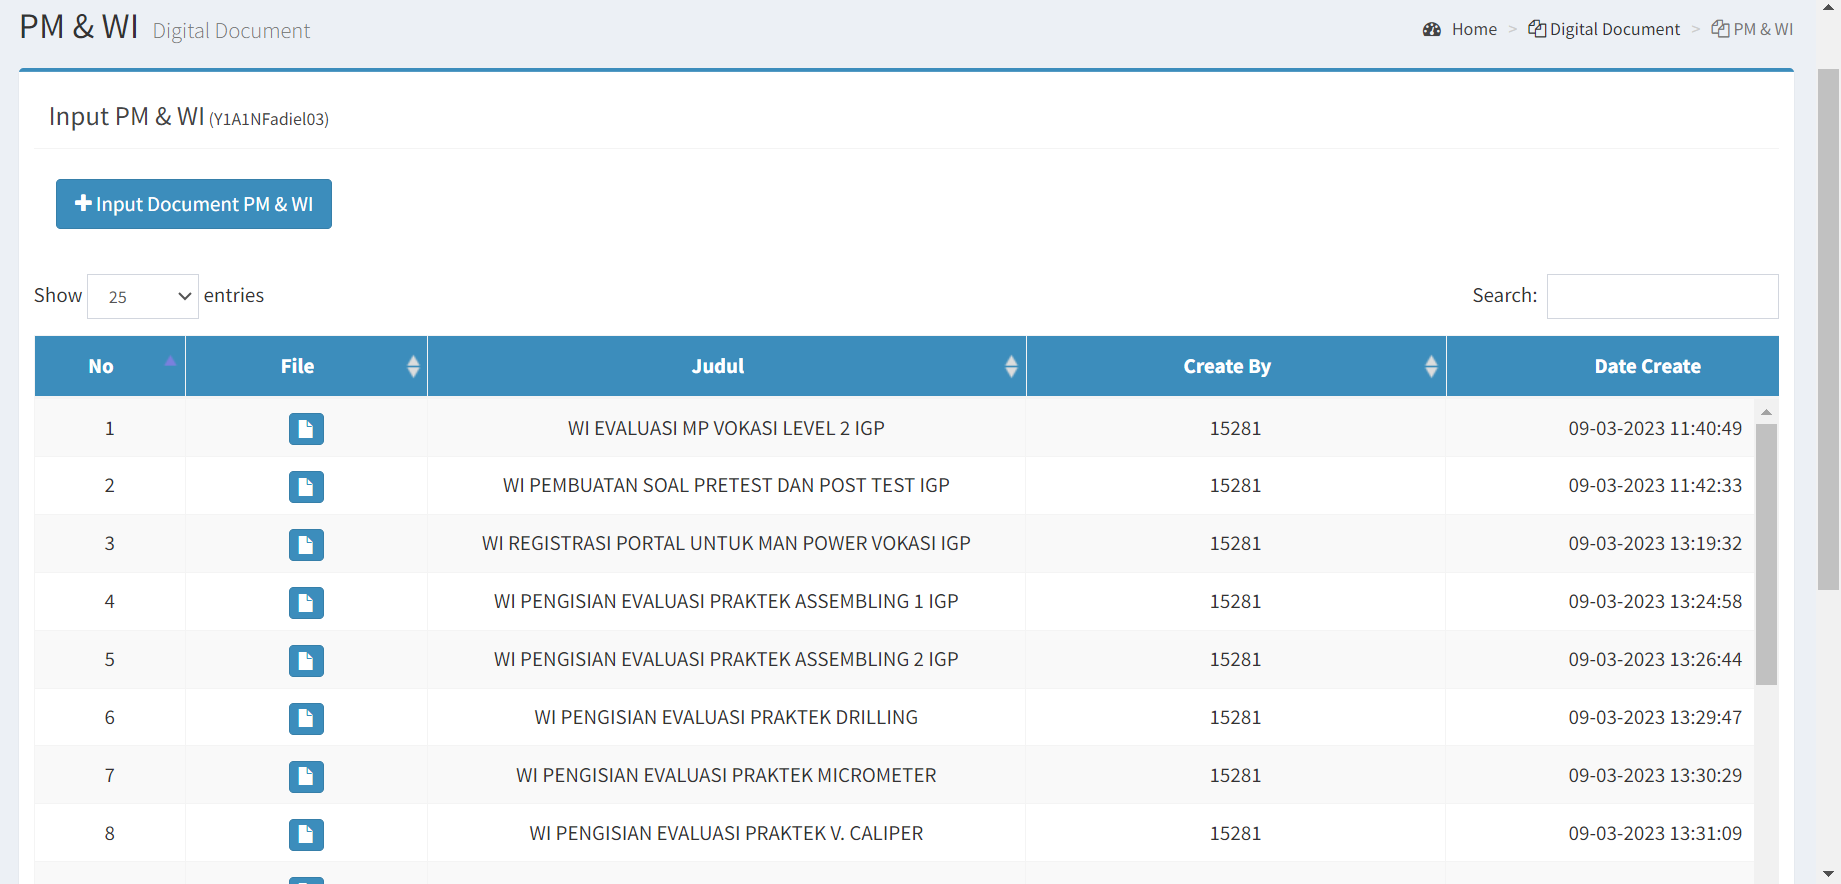 PM & WI Digital Document
Home > Digital Document > PM & WI
Input PM & WI (Y1A1NFadiel03)
Input Document PM & WI
Show 25 entries
Search:
No File Judul Create By Date Create
1 WI EVALUASI MP VOKASI LEVEL 2 IGP 15281 09-03-2023 11:40:49
2 WI PEMBUATAN SOAL PRETEST DAN POST TEST IGP 15281 09-03-2023 11:42:33
3 WI REGISTRASI PORTAL UNTUK MAN POWER VOKASI IGP 15281 09-03-2023 13:19:32
4 WI PENGISIAN EVALUASI PRAKTEK ASSEMBLING 1 IGP 15281 09-03-2023 13:24:58
5 WI PENGISIAN EVALUASI PRAKTEK ASSEMBLING 2 IGP 15281 09-03-2023 13:26:44
6 WI PENGISIAN EVALUASI PRAKTEK DRILLING 15281 09-03-2023 13:29:47
7 WI PENGISIAN EVALUASI PRAKTEK MICROMETER 15281 09-03-2023 13:30:29
8 WI PENGISIAN EVALUASI PRAKTEK V. CALIPER 15281 09-03-2023 13:31:09